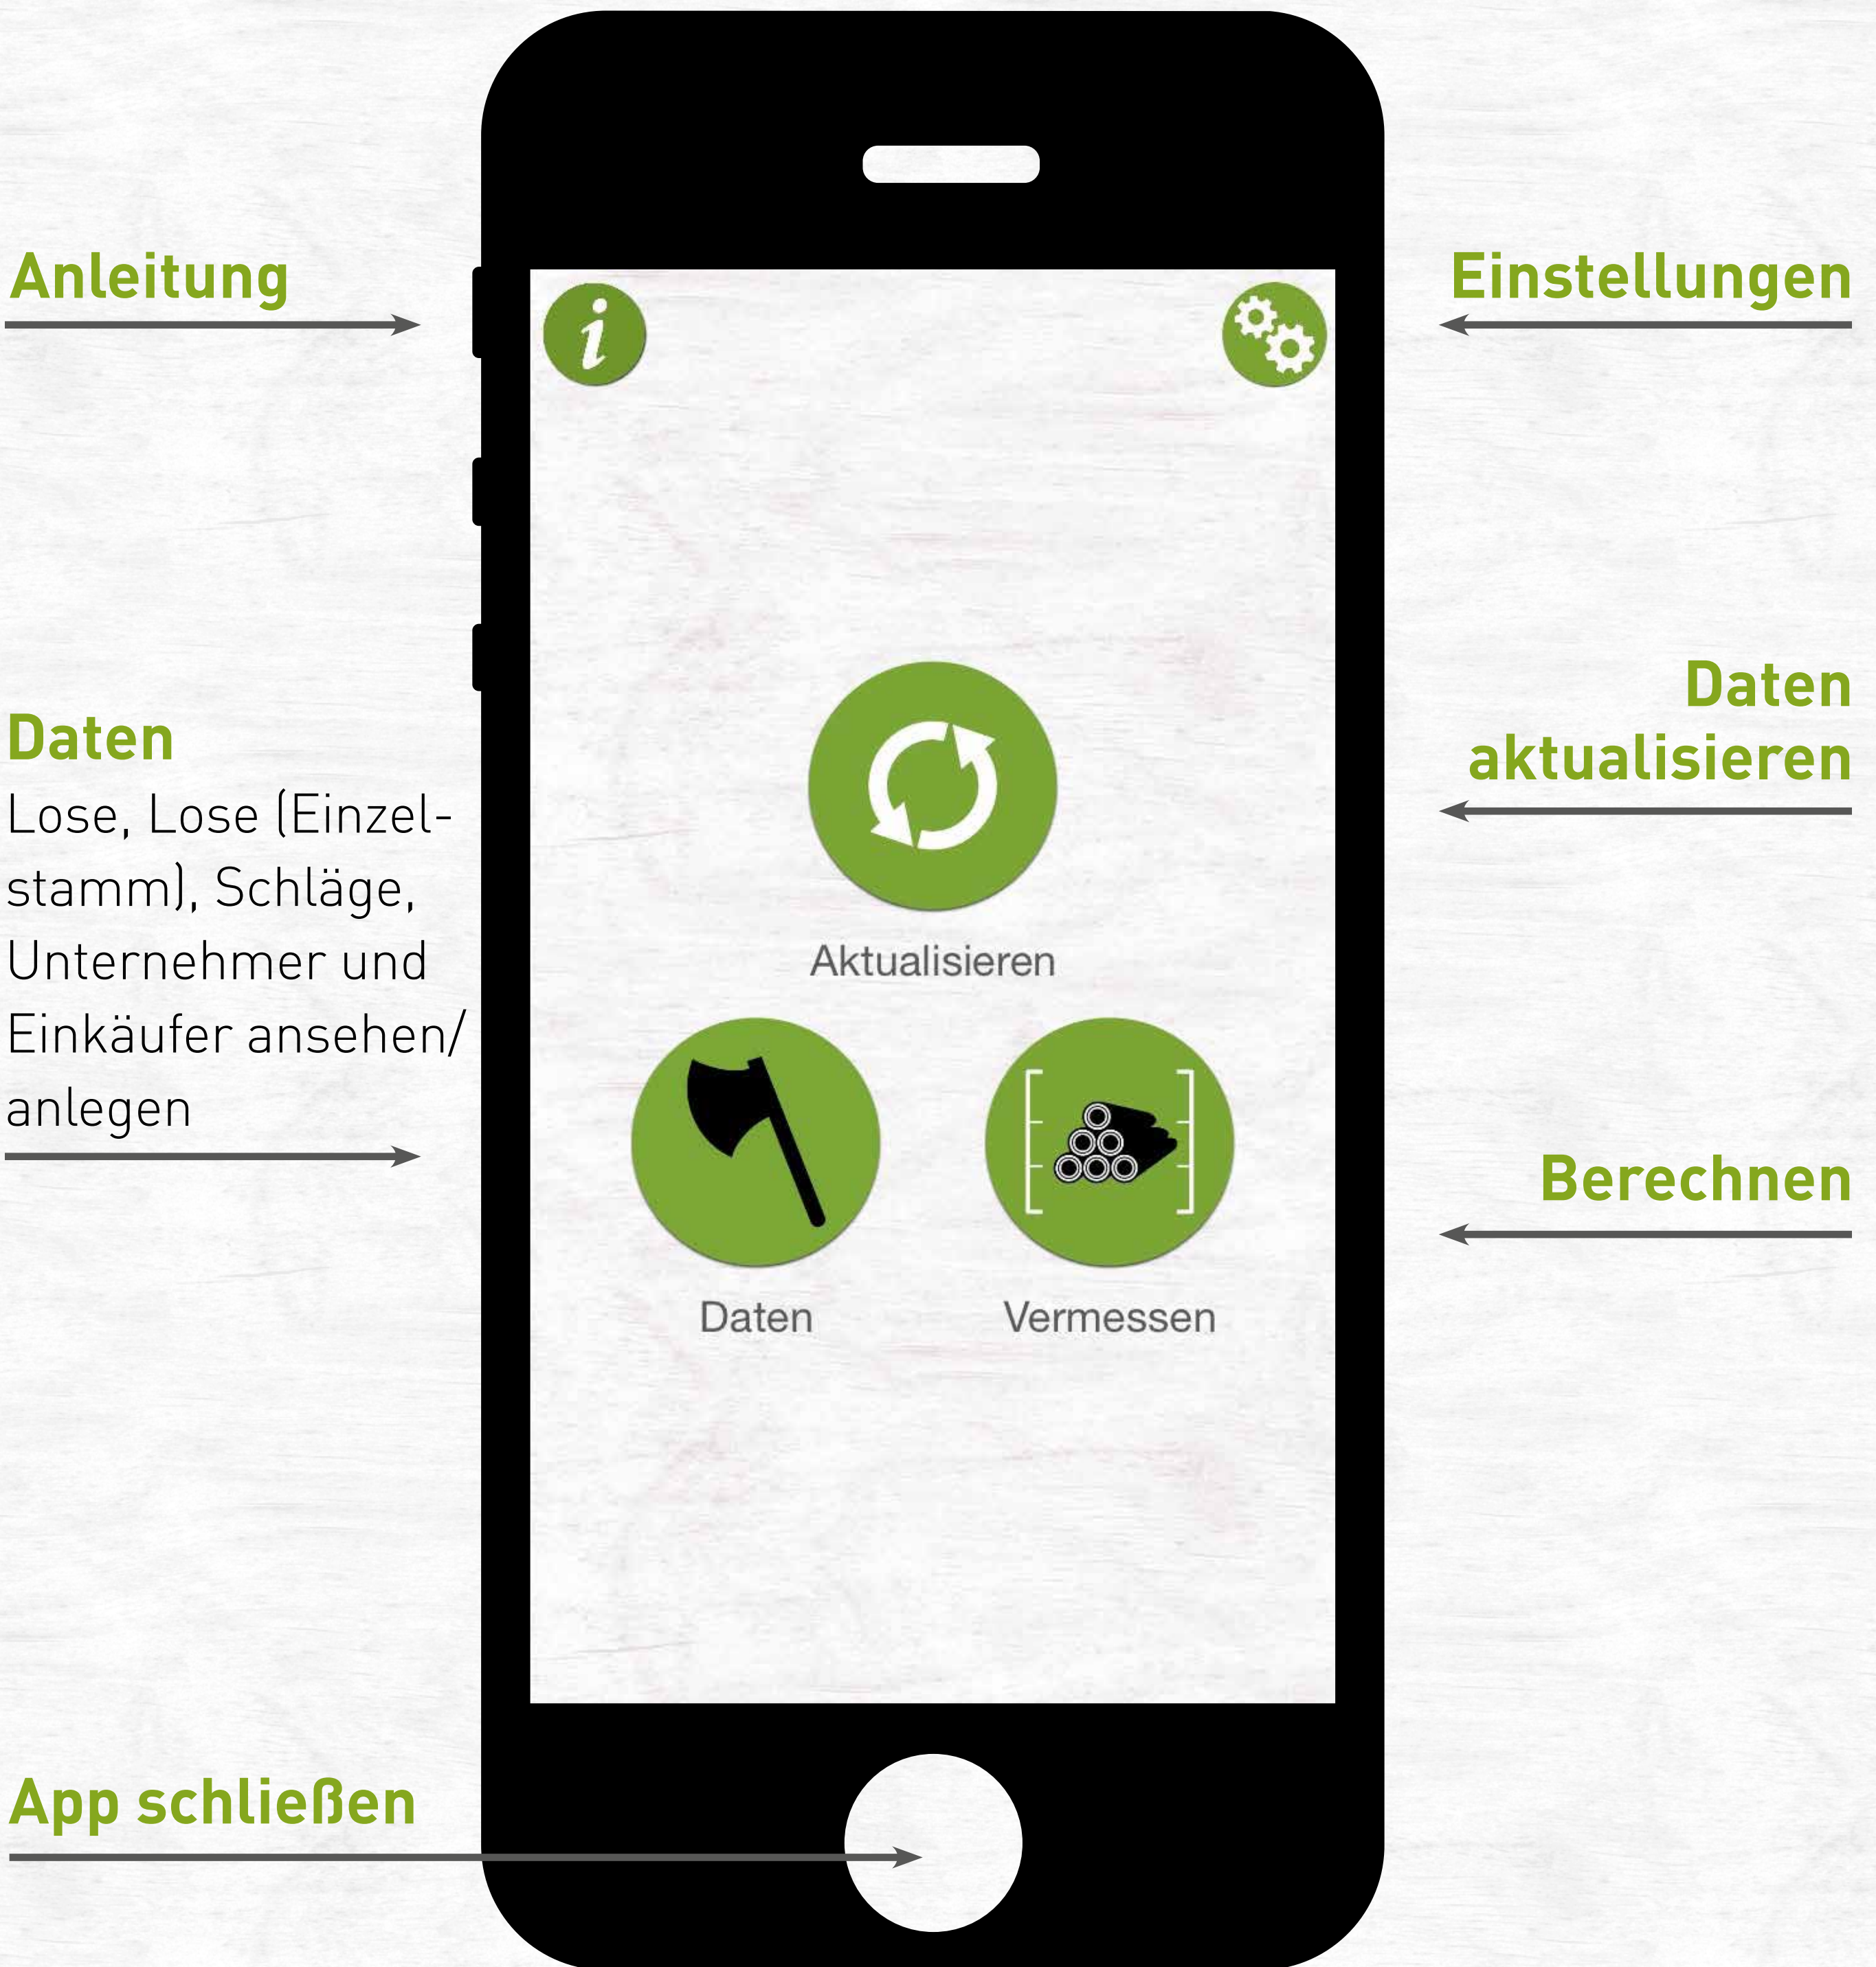 Anleitung
Einstellungen
Daten
aktualisieren
Daten
Lose, Lose (Einzel-
stamm), Schläge,
Unternehmer und
Einkäufer ansehen/
anlegen
Aktualisieren
Berechnen
Daten
Vermessen
App schließen